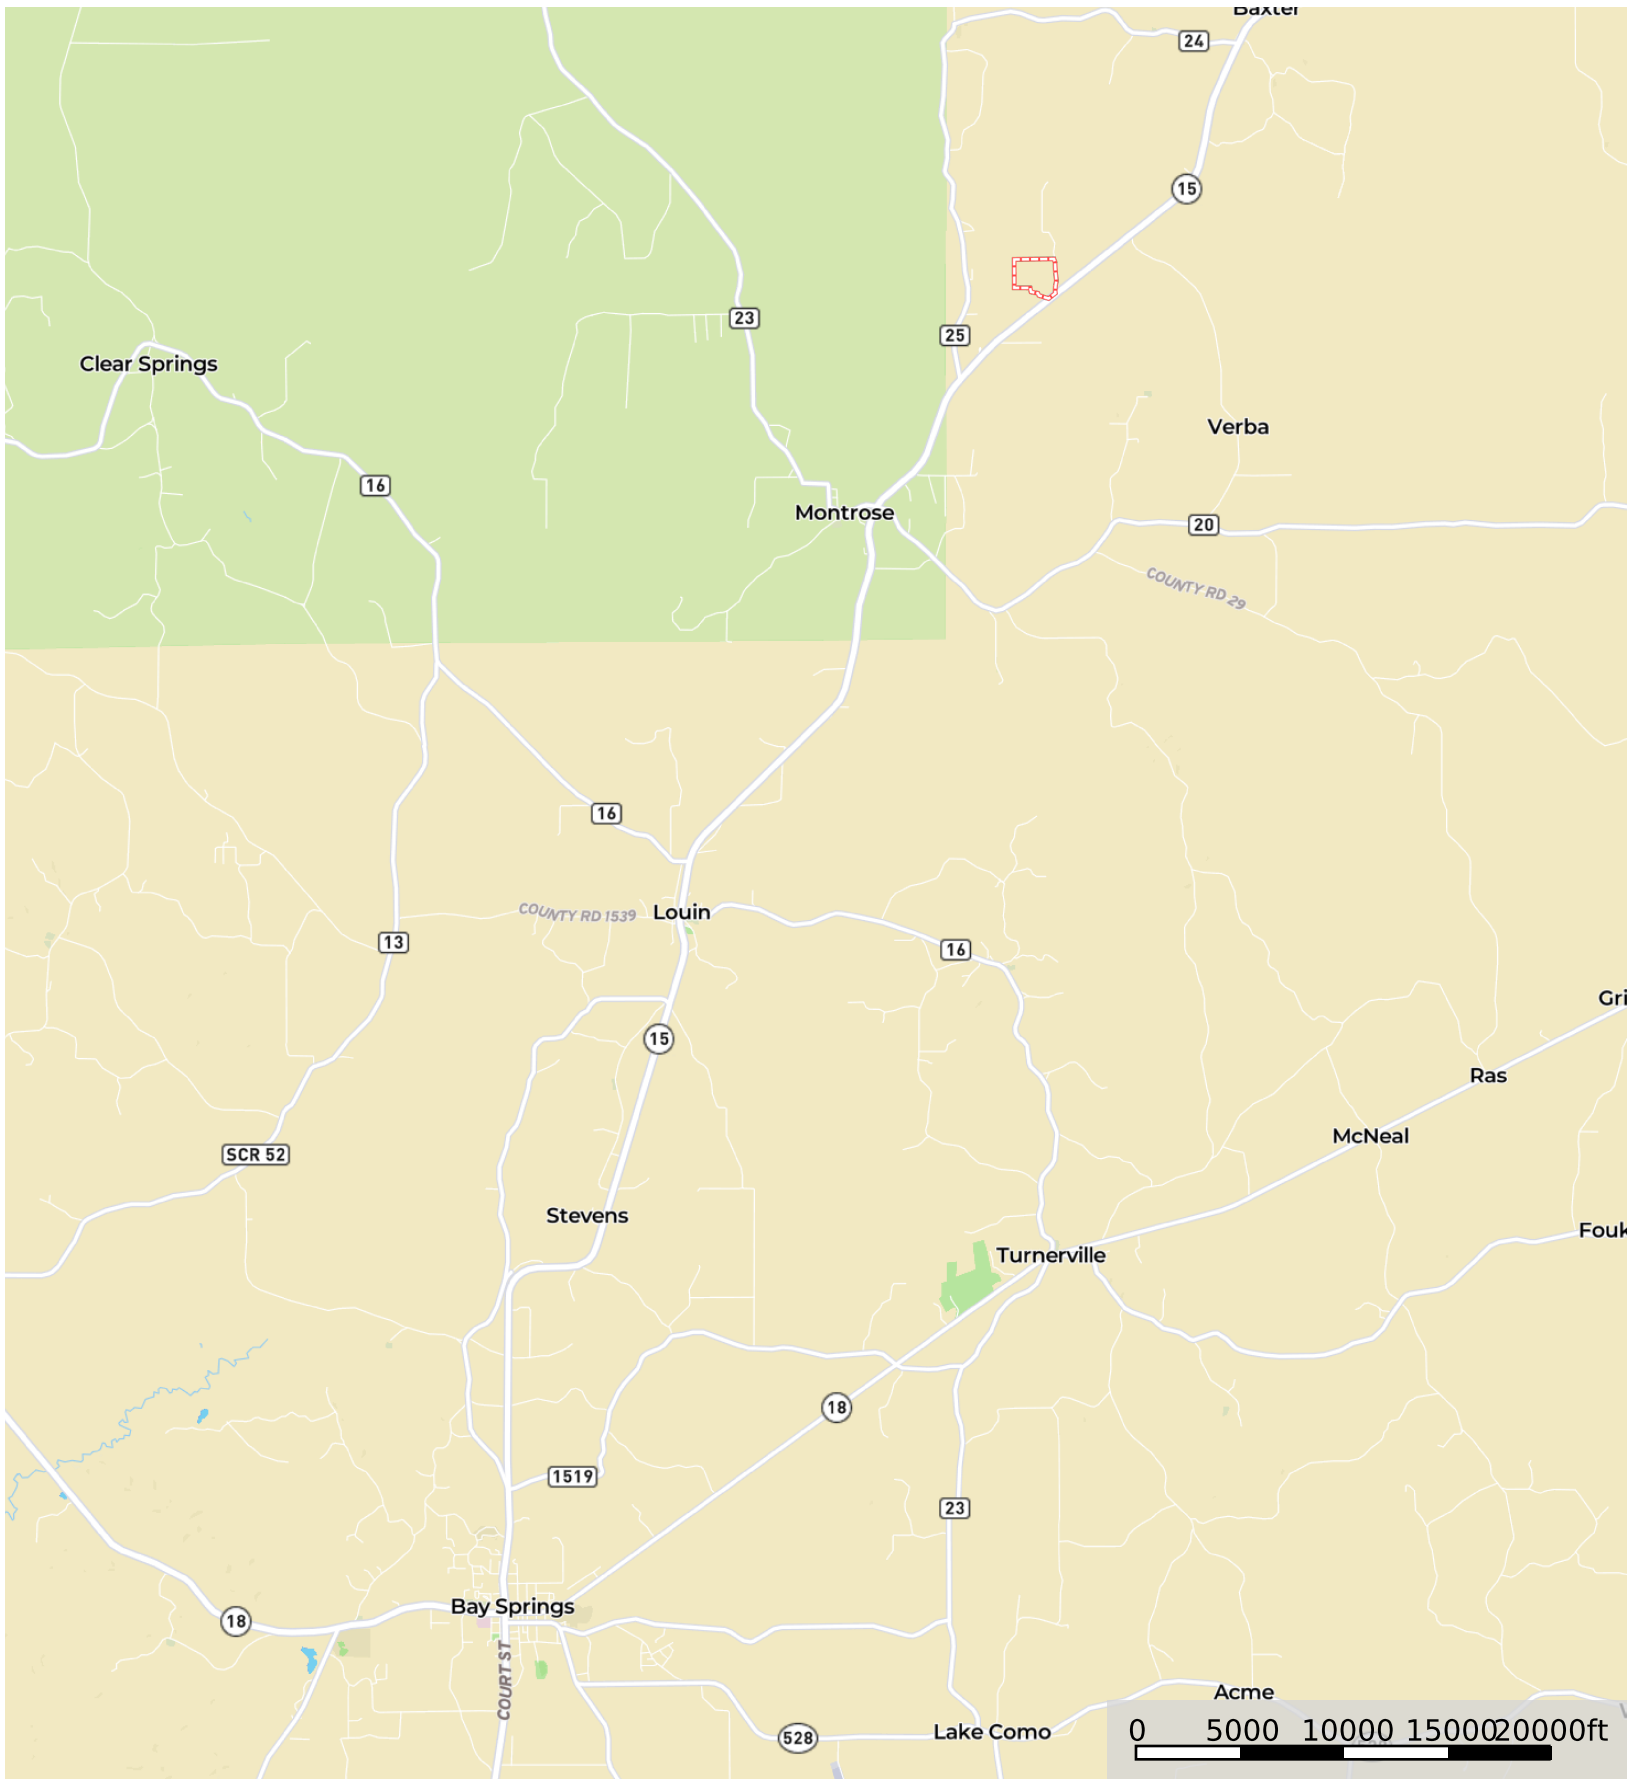 Baxter
24
15
23
25
Clear Springs
Verba
16
Montrose
20
COUNTY RD 29
16
COUNTY RD 1539
Louin
13
16
Gri
15
Ras
McNeal
SCR 52
Stevens
Fouk
Turnerville
18
1519
23
Bay Springs
18
COURT ST
Acme
Lake Como
528
0 5000 10000 15000 20000ft